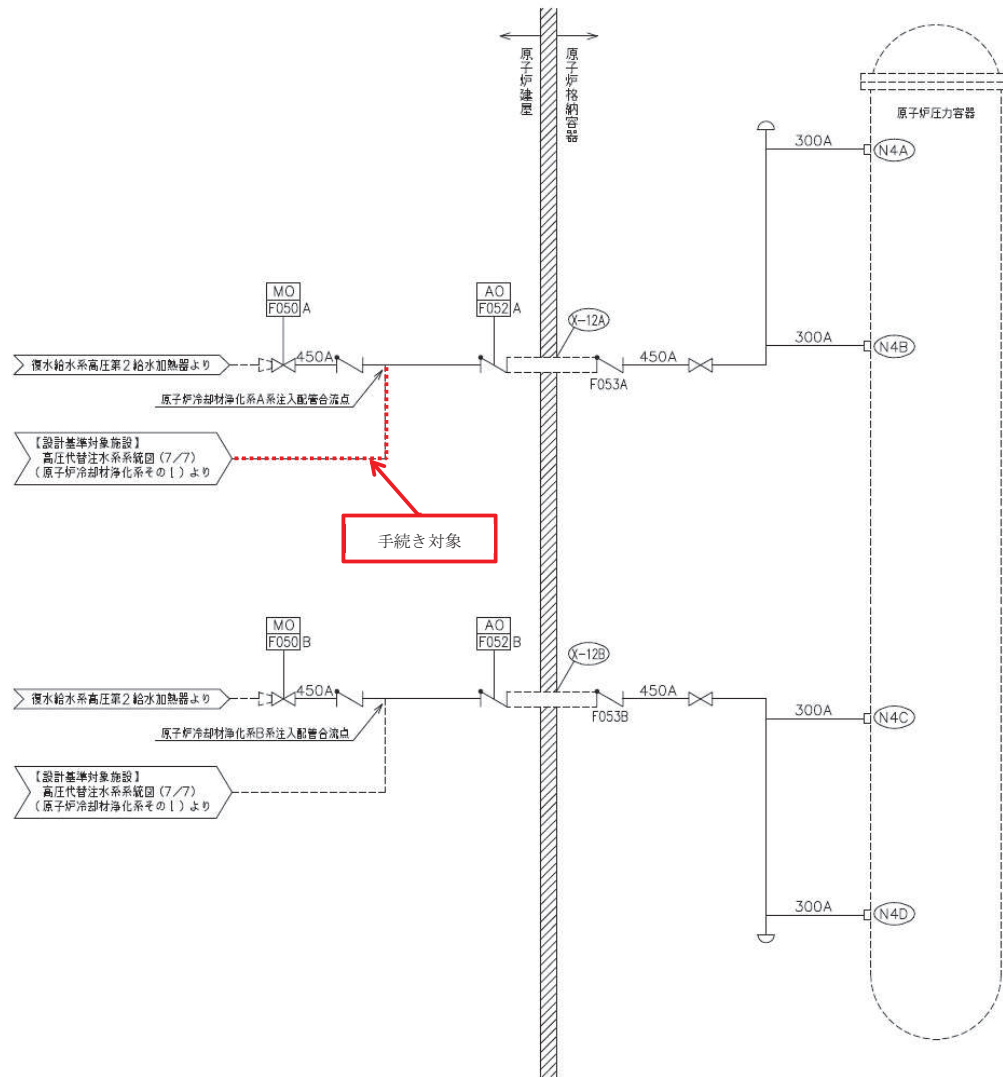 原子炉建屋
原子炉格納容器
原子炉圧力容器
300A
N4A
MO
F050 A
AO
F052 A
X-12A
300A
N4B
復水給水系高圧第2給水加熱器より
450A
450A
F053A
原子炉冷却材浄化系A系注入配管合流点
【設計基準対象施設】
高圧代替注水系系統図(7/7)
(原子炉冷却材浄化系その1)より
手続き対象
MO
F050 B
AO
F052 B
X-12B
復水給水系高圧第2給水加熱器より
450A
450A
F053B
300A
N4C
原子炉冷却材浄化系B系注入配管合流点
【設計基準対象施設】
高圧代替注水系系統図(7/7)
(原子炉冷却材浄化系その1)より
300A
N4D